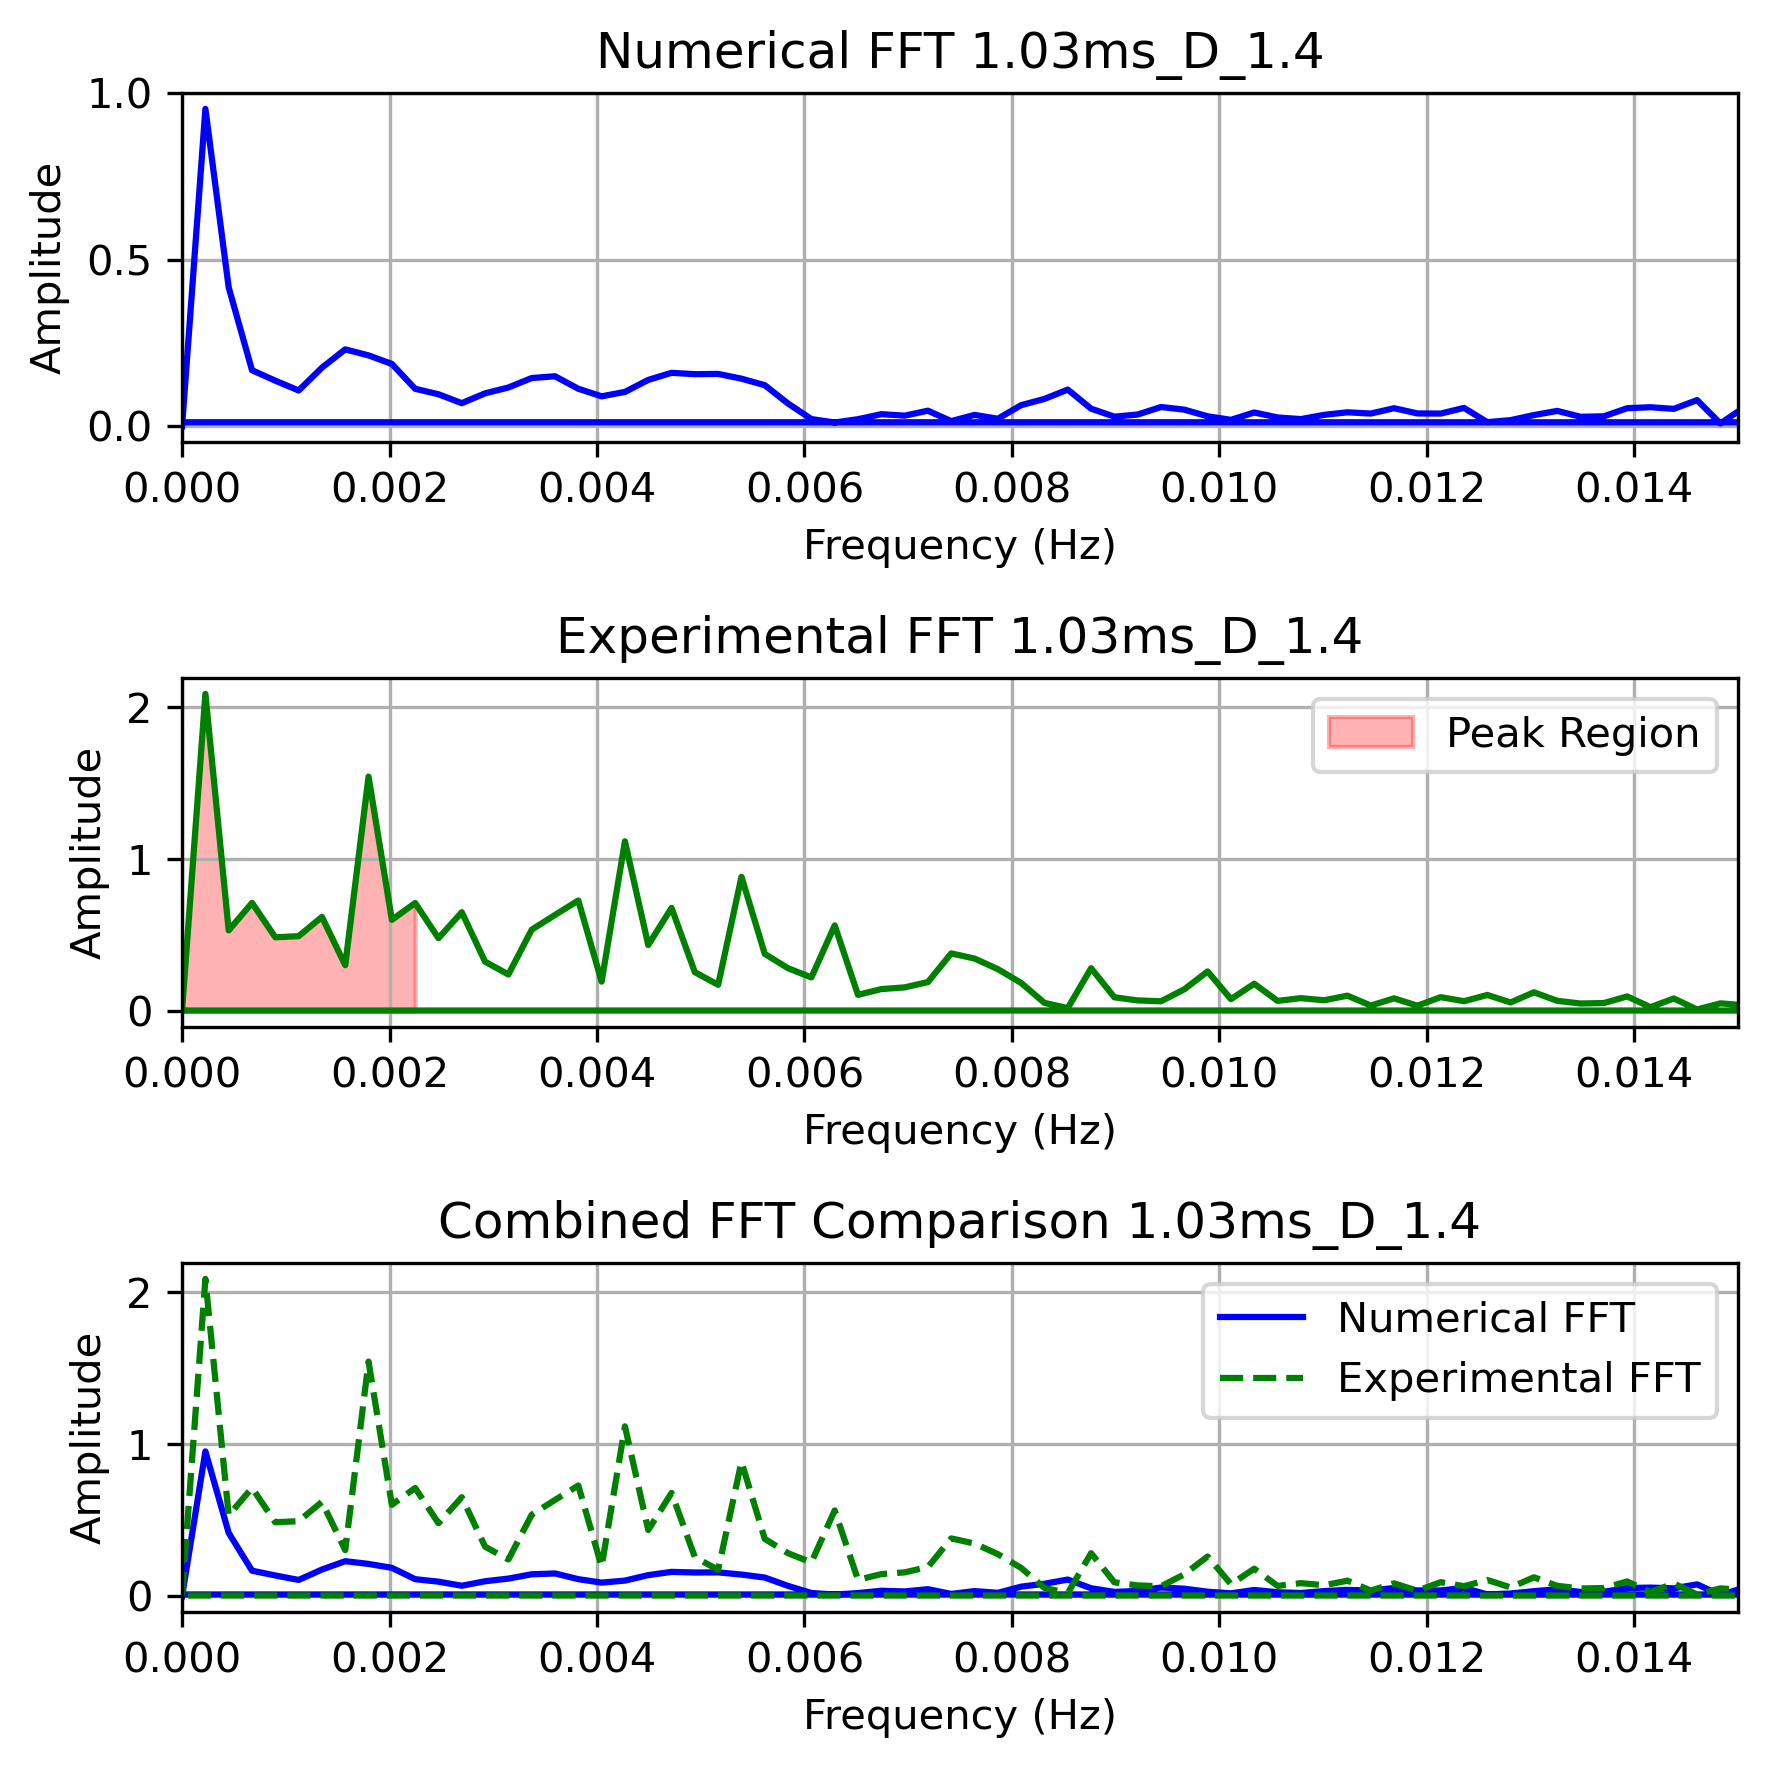 Numerical FFT 1.03ms_D_1.4
1.0
0.5
0.0
Amplitude
0.000 0.002 0.004 0.006 0.008 0.010 0.012 0.014
Frequency (Hz)
Experimental FFT 1.03ms_D_1.4
2
1
0
Amplitude
Peak Region
0.000 0.002 0.004 0.006 0.008 0.010 0.012 0.014
Frequency (Hz)
Combined FFT Comparison 1.03ms_D_1.4
2
1
0
Amplitude
Numerical FFT
Experimental FFT
0.000 0.002 0.004 0.006 0.008 0.010 0.012 0.014
Frequency (Hz)